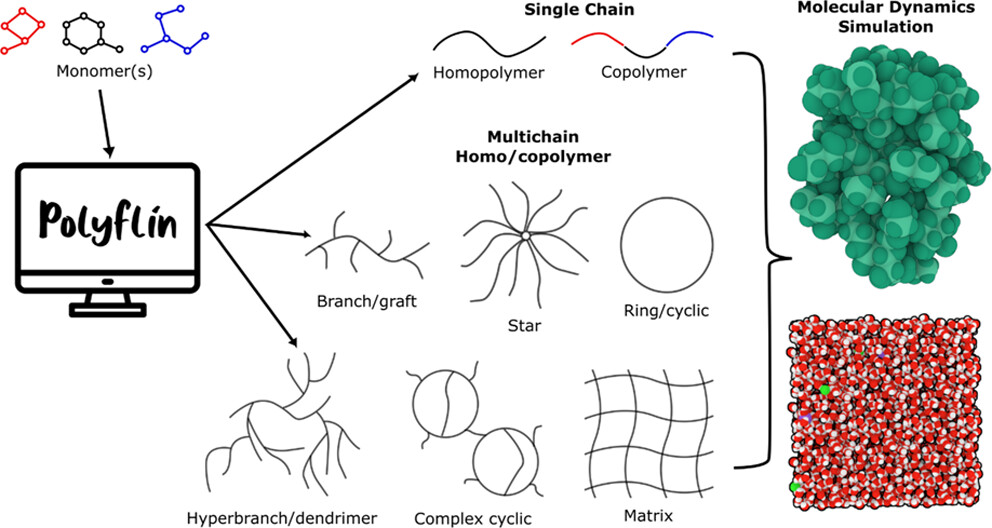 Monomer(s)
Polyflin
Single Chain
Homopolymer
Copolymer
Multichain
Homo/copolymer
Branch/graft
Star
Ring/cyclic
Hyperbranch/dendrimer
Complex cyclic
Matrix
Molecular Dynamics
Simulation